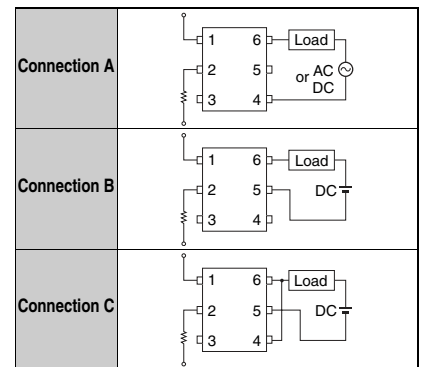 Connection A
1 6 Load
2 5 or AC
DC
3 4
Connection B
1 6 Load
2 5 DC
3 4
Connection C
1 6 Load
2 5 DC
3 4